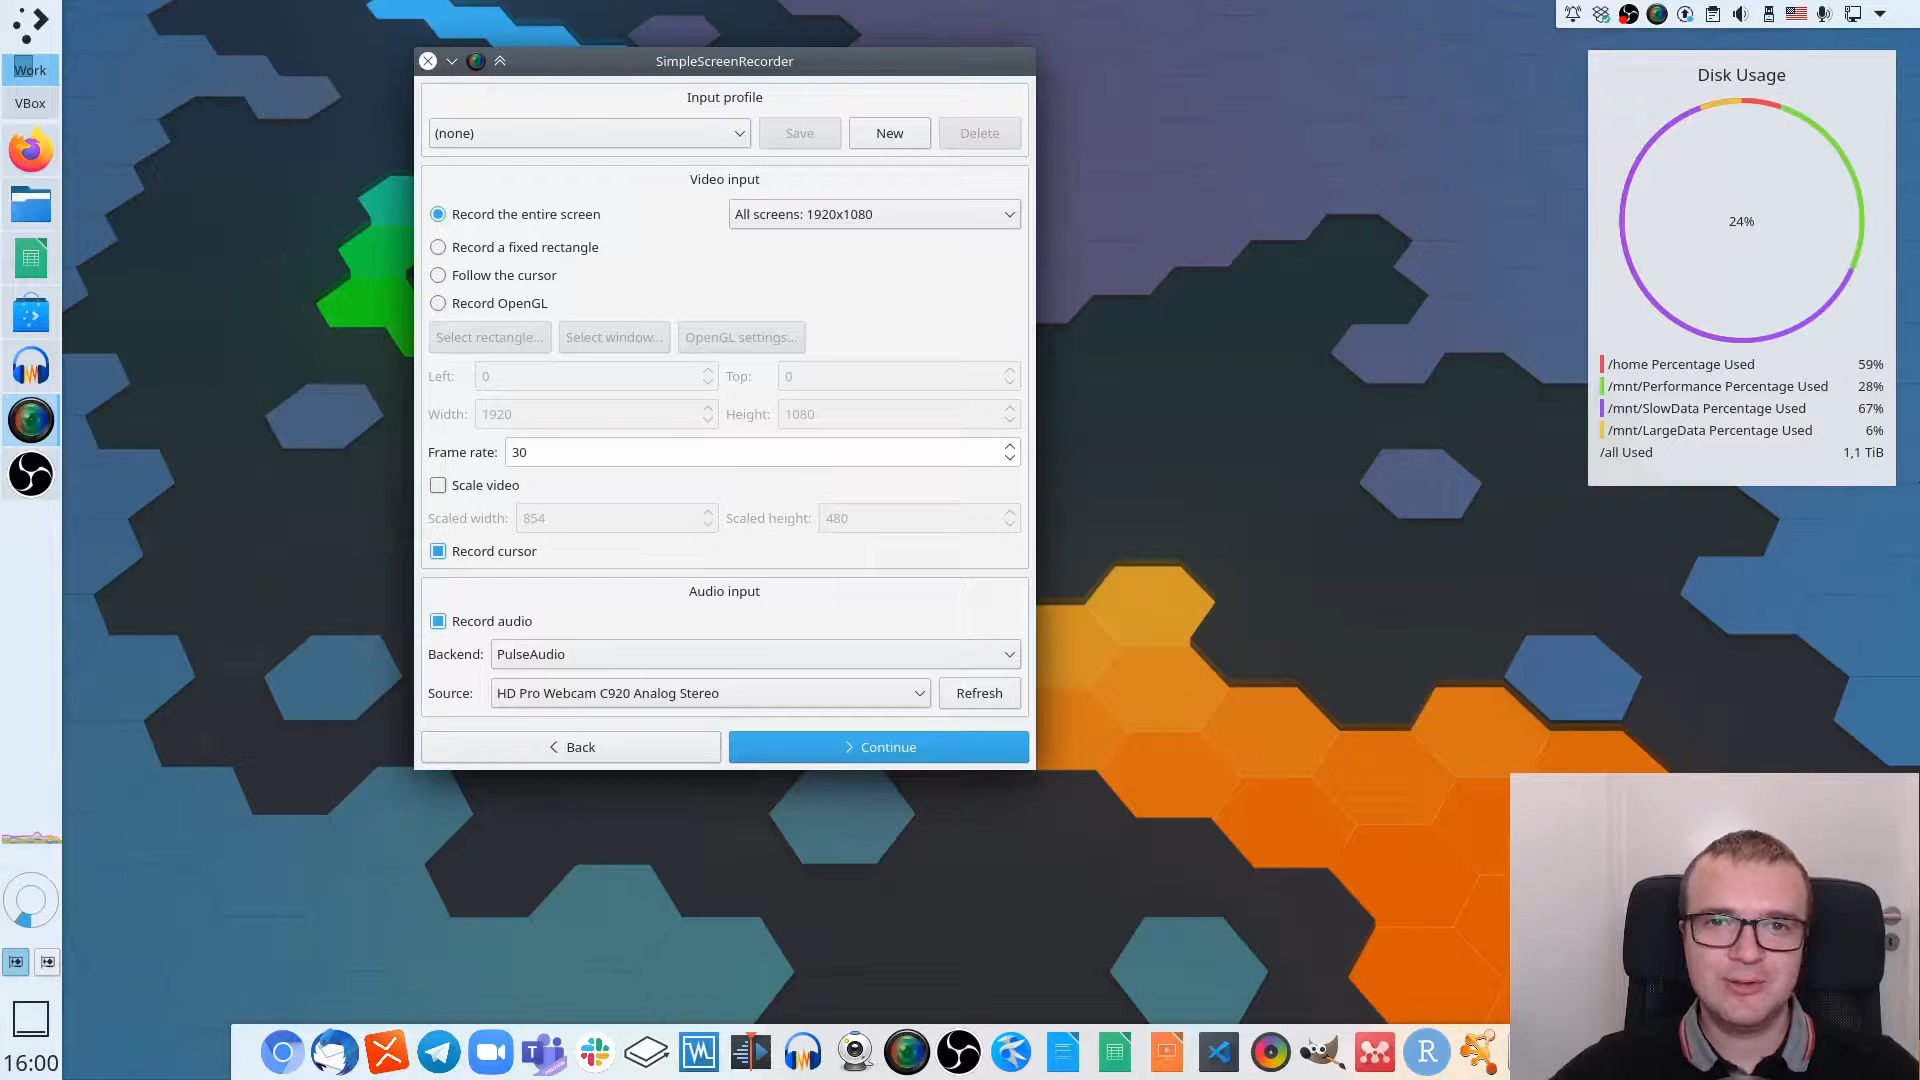 SimpleScreenRecorder
Input profile
(none)
Save
New
Delete
Video input
Record the entire screen
All screens: 1920x1080
Record a fixed rectangle
Follow the cursor
Record OpenGL
Select rectangle...
Select window...
OpenGL settings...
Left:
0
Top:
0
Width:
1920
Height:
1080
Frame rate:
30
Scale video
Scaled width:
854
Scaled height:
480
Record cursor
Audio input
Record audio
Backend:
PulseAudio
Source:
HD Pro Webcam C920 Analog Stereo
Refresh
Back
Continue
Work
VBox
16:00
Disk Usage
24%
/home Percentage Used 59%
/mnt/Performance Percentage Used 28%
/mnt/SlowData Percentage Used 67%
/mnt/LargeData Percentage Used 6%
/all Used 1,1 TiB